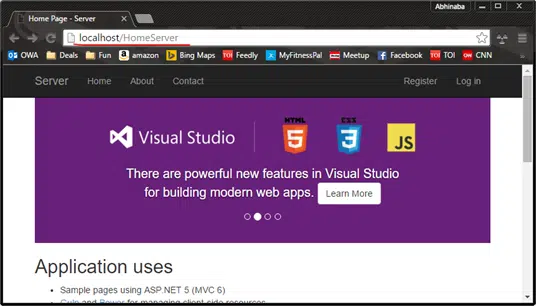 Abhinaba
Home Page - Server
localhost/HomeServer
OWA Deals Fun amazon Bing Maps Feedly MyFitnessPal Meetup Facebook TOI CNN
Server Home About Contact Register Log in
Visual Studio HTML 5 CSS 3 JS
There are powerful new features in Visual Studio
for building modern web apps. Learn More
Application uses
Sample pages using ASP.NET 5 (MVC 6)
Gulp and Bower for managing client-side resources